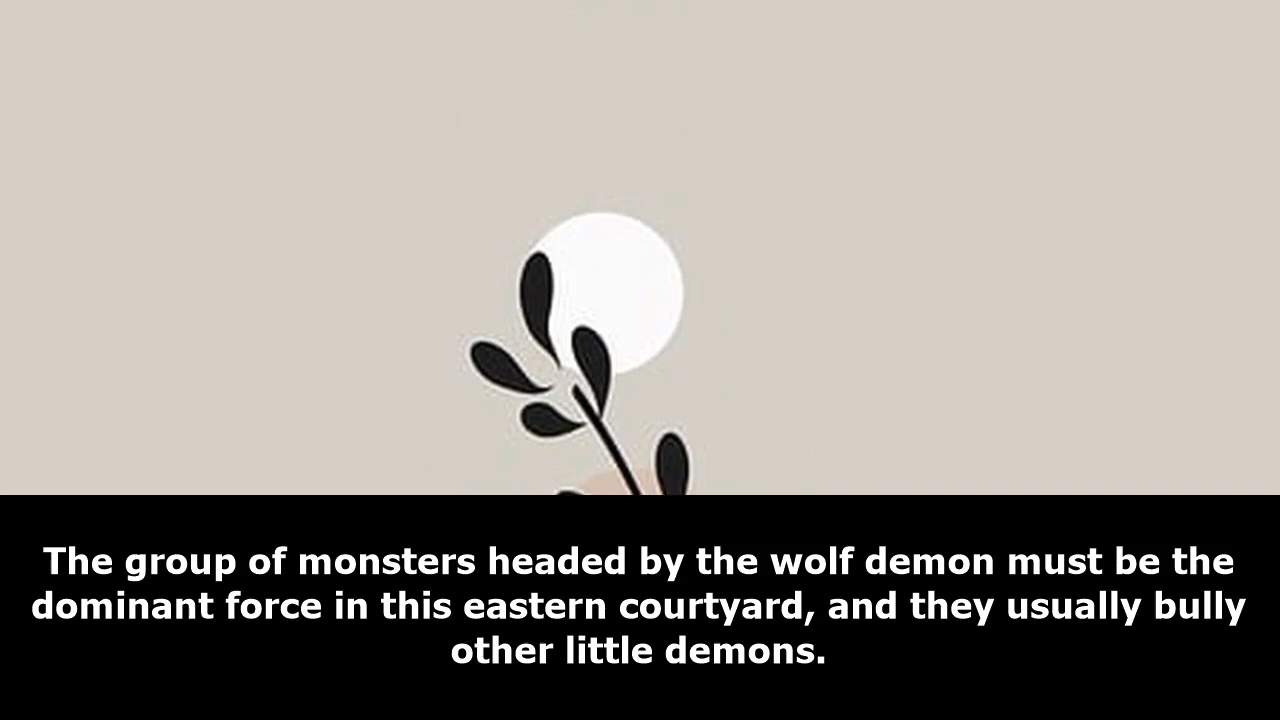 The group of monsters headed by the wolf demon must be the
dominant force in this eastern courtyard, and they usually bully
other little demons.